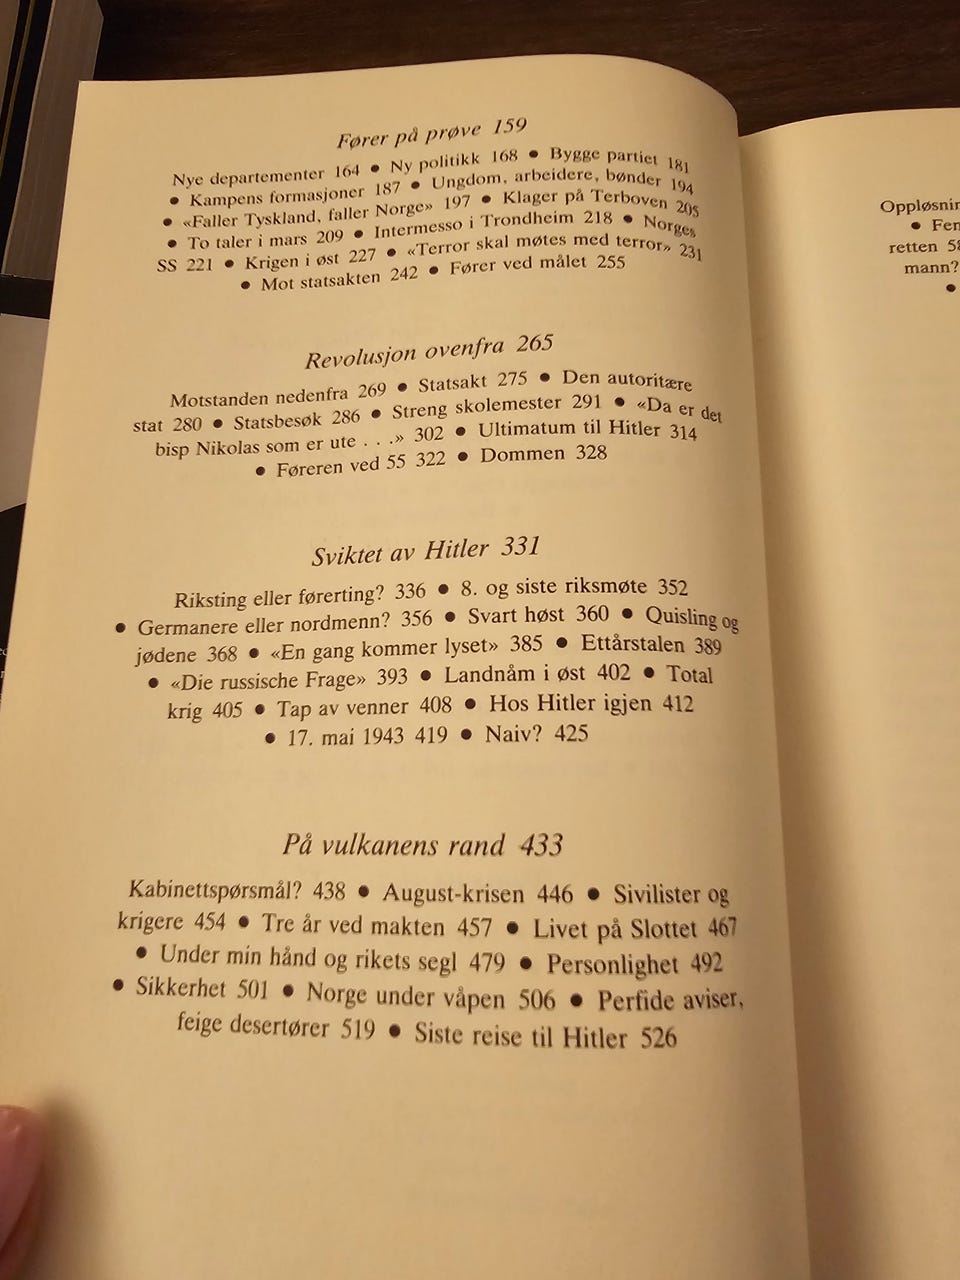 Fører på prøve 159
Nye departementer 164 ● Ny politikk 168 ● Bygge partiet 181
● Kampens formasjoner 187 ● Ungdom, arbeidere, bønder 194
● «Faller Tyskland, faller Norge» 197 ● Klager på Terboven 205
● To taler i mars 209 ● Intermesso i Trondheim 218 ● Norges
SS 221 ● Krigen i øst 227 ● «Terror skal møtes med terror» 231
● Mot statsakten 242 ● Fører ved målet 255
Revolusjon ovenfra 265
Motstanden nedenfra 269 ● Statsakt 275 ● Den autoritære
stat 280 ● Statsbesøk 286 ● Streng skolemester 291 ● «Da er det
bisp Nikolas som er ute . . .» 302 ● Ultimatum til Hitler 314
● Føreren ved 55 322 ● Dommen 328
Sviktet av Hitler 331
Riksting eller førerting? 336 ● 8. og siste riksmøte 352
● Germanere eller nordmenn? 356 ● Svart høst 360 ● Quisling og
jødene 368 ● «En gang kommer lyset» 385 ● Ettårstalen 389
● «Die russische Frage» 393 ● Landnåm i øst 402 ● Total
krig 405 ● Tap av venner 408 ● Hos Hitler igjen 412
● 17. mai 1943 419 ● Naiv? 425
På vulkanens rand 433
Kabinettspørsmål? 438 ● August-krisen 446 ● Sivilister og
krigere 454 ● Tre år ved makten 457 ● Livet på Slottet 467
● Under min hånd og rikets segl 479 ● Personlighet 492
● Sikkerhet 501 ● Norge under våpen 506 ● Perfide aviser,
feige desertører 519 ● Siste reise til Hitler 526
Oppløsnin
● Fen
retten 58
mann?
●